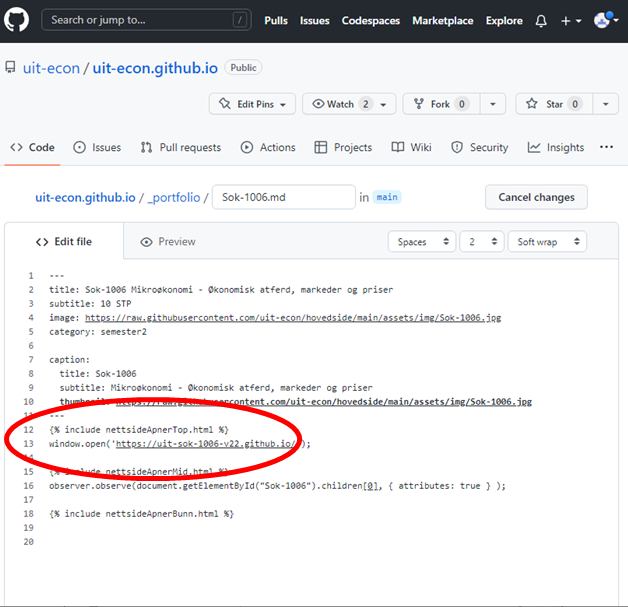 Search or jump to... /
Pulls Issues Codespaces Marketplace Explore
uit-econ / uit-econ.github.io Public
Edit Pins Watch 2 Fork 0 Star 0
Code Issues Pull requests Actions Projects Wiki Security Insights ...
uit-econ.github.io / _portfolio / Sok-1006.md in main Cancel changes
Edit file Preview Spaces 2 Soft wrap
1 ---
2 title: Sok-1006 Mikroøkonomi - Økonomisk atferd, markeder og priser
3 subtitle: 10 STP
4 image: https://raw.githubusercontent.com/uit-econ/hovedside/main/assets/img/Sok-1006.jpg
5 category: semester2
6
7 caption:
8 title: Sok-1006
9 subtitle: Mikroøkonomi - Økonomisk atferd, markeder og priser
10 thumbnail: https://raw.githubusercontent.com/uit-econ/hovedside/main/assets/img/Sok-1006.jpg
11 ---
12 {% include nettsideApnerTop.html %}
13 window.open('https://uit-sok-1006-v22.github.io/');
14
15 {% include nettsideApnerMid.html %}
16 observer.observe(document.getElementById("Sok-1006").children[0], { attributes: true } );
17
18 {% include nettsideApnerBunn.html %}
19
20